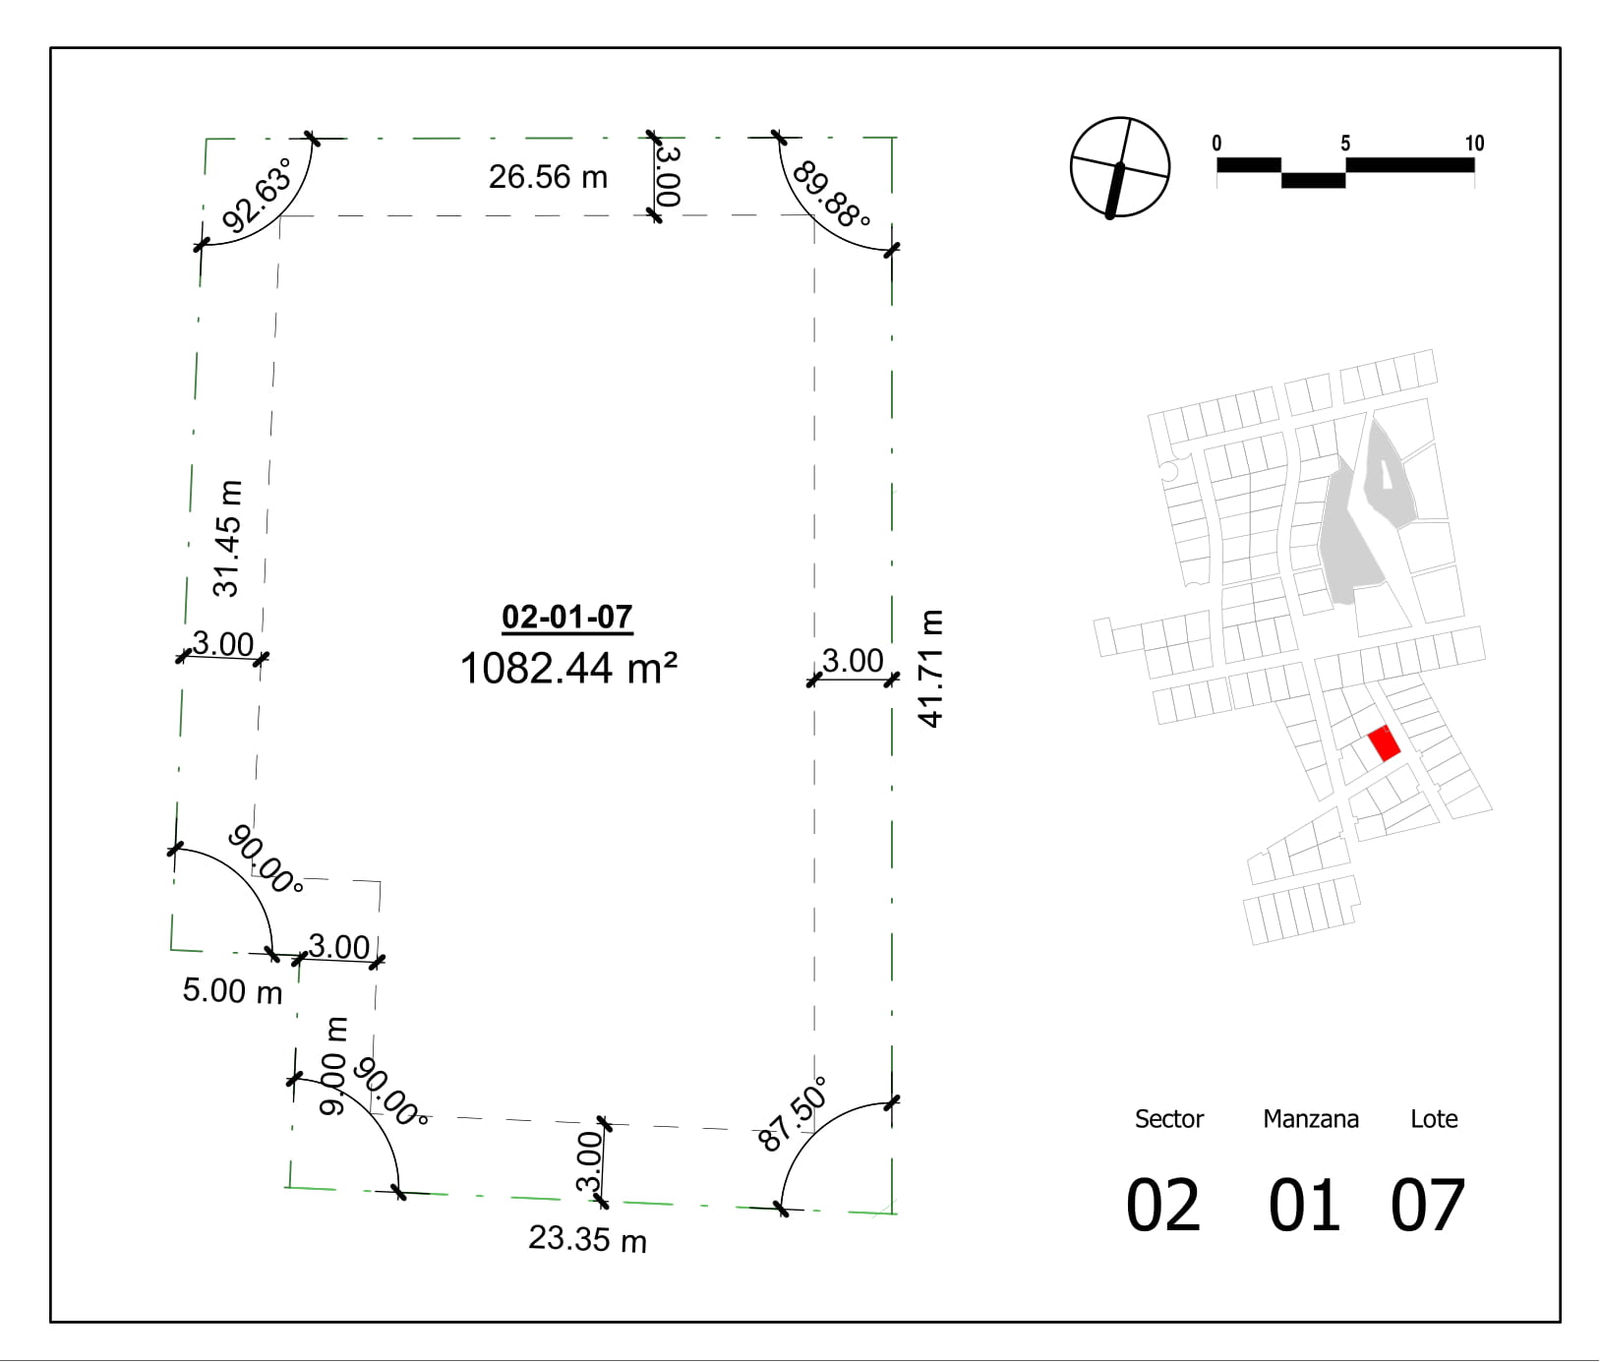 92.63°
26.56 m
3.00
89.88°
0 5 10
31.45 m
3.00
02-01-07
1082.44 m²
3.00
41.71 m
90.00°
3.00
5.00 m
9.00 m
90.00°
87.50°
3.00
23.35 m
Sector Manzana Lote
02 01 07